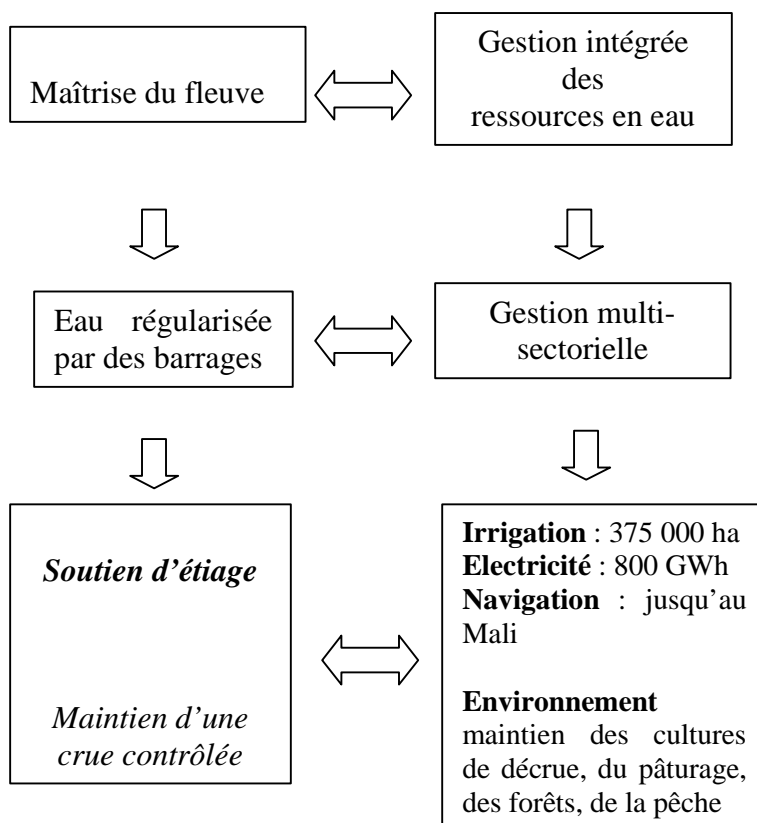 Maîtrise du fleuve
Gestion intégrée
des
ressources en eau
Eau régularisée
par des barrages
Gestion multi-
sectorielle
Soutien d'étiage
Maintien d'une
crue contrôlée
Irrigation : 375 000 ha
Electricité : 800 GWh
Navigation : jusqu'au
Mali
Environnement
maintien des cultures
de décrue, du pâturage,
des forêts, de la pêche